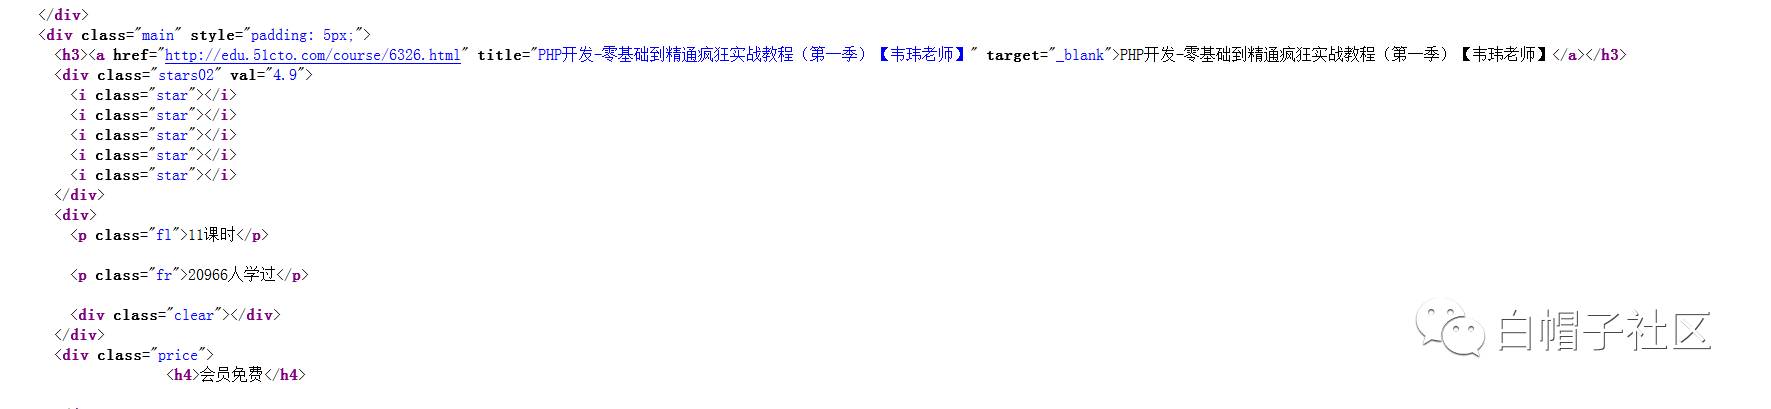 </div>
<div class="main" style="padding: 5px;">
<h3><a href="http://edu.51cto.com/course/6326.html" title="PHP开发-零基础到精通疯狂实战教程（第一季）【韦玮老师】" target="_blank">PHP开发-零基础到精通疯狂实战教程（第一季）【韦玮老师】</a></h3>
<div class="stars02" val="4.9">
<i class="star"></i>
<i class="star"></i>
<i class="star"></i>
<i class="star"></i>
<i class="star"></i>
</div>
<div>
<p class="fl">11课时</p>
<p class="fr">20966人学过</p>
<div class="clear"></div>
</div>
<div class="price">
<h4>会员免费</h4>
白帽子社区